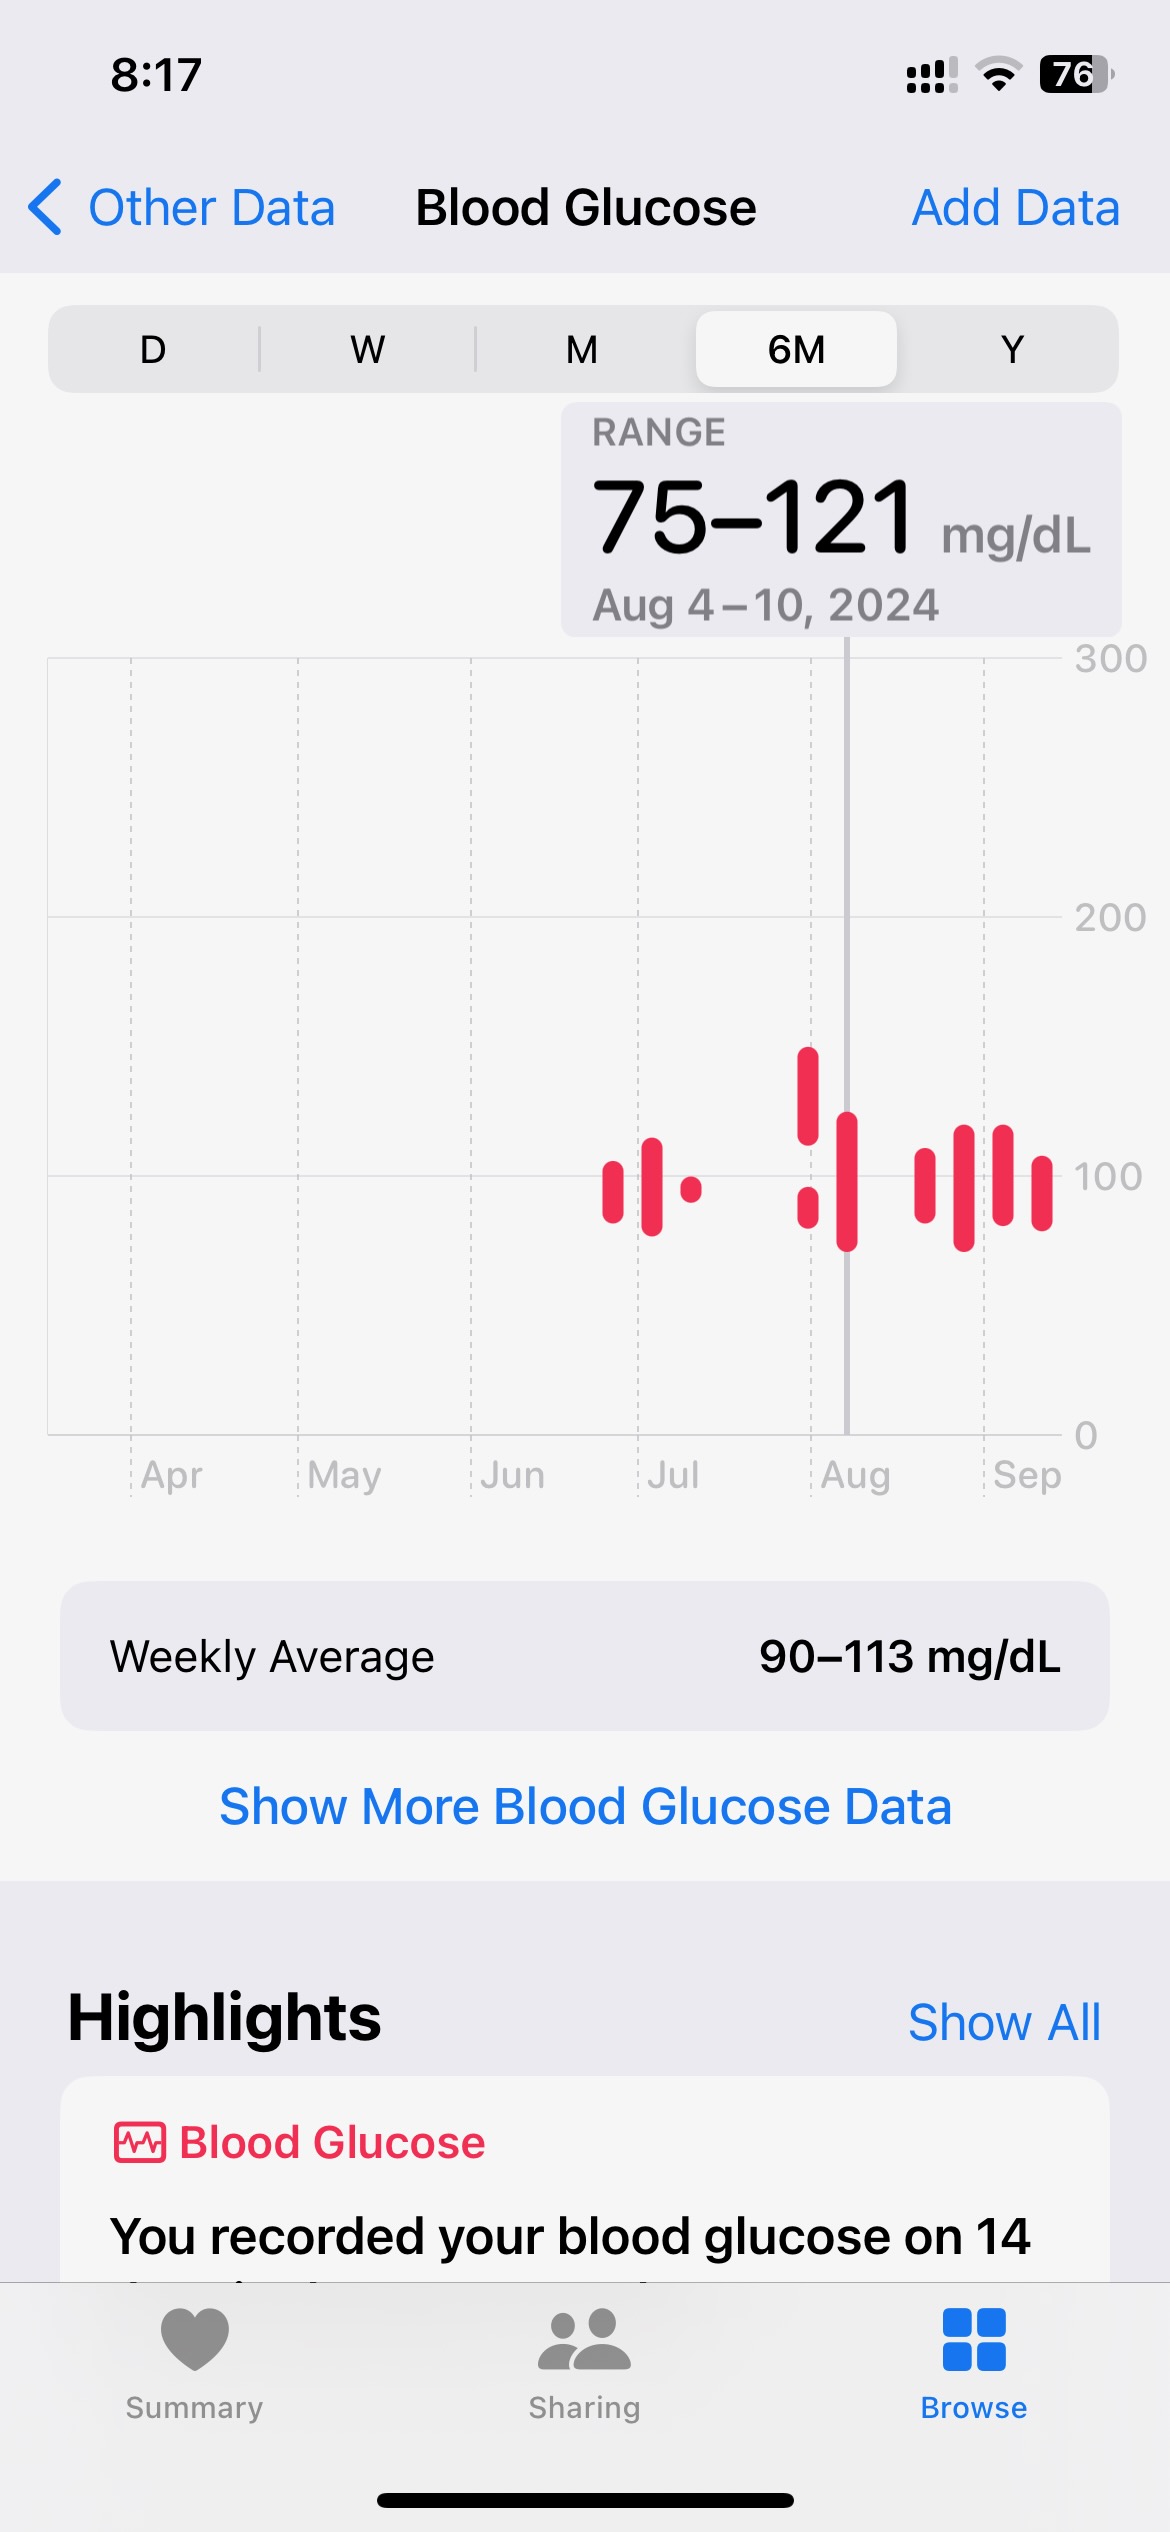 8:17
76
Other Data
Blood Glucose
Add Data
D W M 6M Y
RANGE
75–121 mg/dL
Aug 4–10, 2024
300
200
100
0
Apr May Jun Jul Aug Sep
Weekly Average 90–113 mg/dL
Show More Blood Glucose Data
Highlights
Show All
Blood Glucose
You recorded your blood glucose on 14
Summary
Sharing
Browse